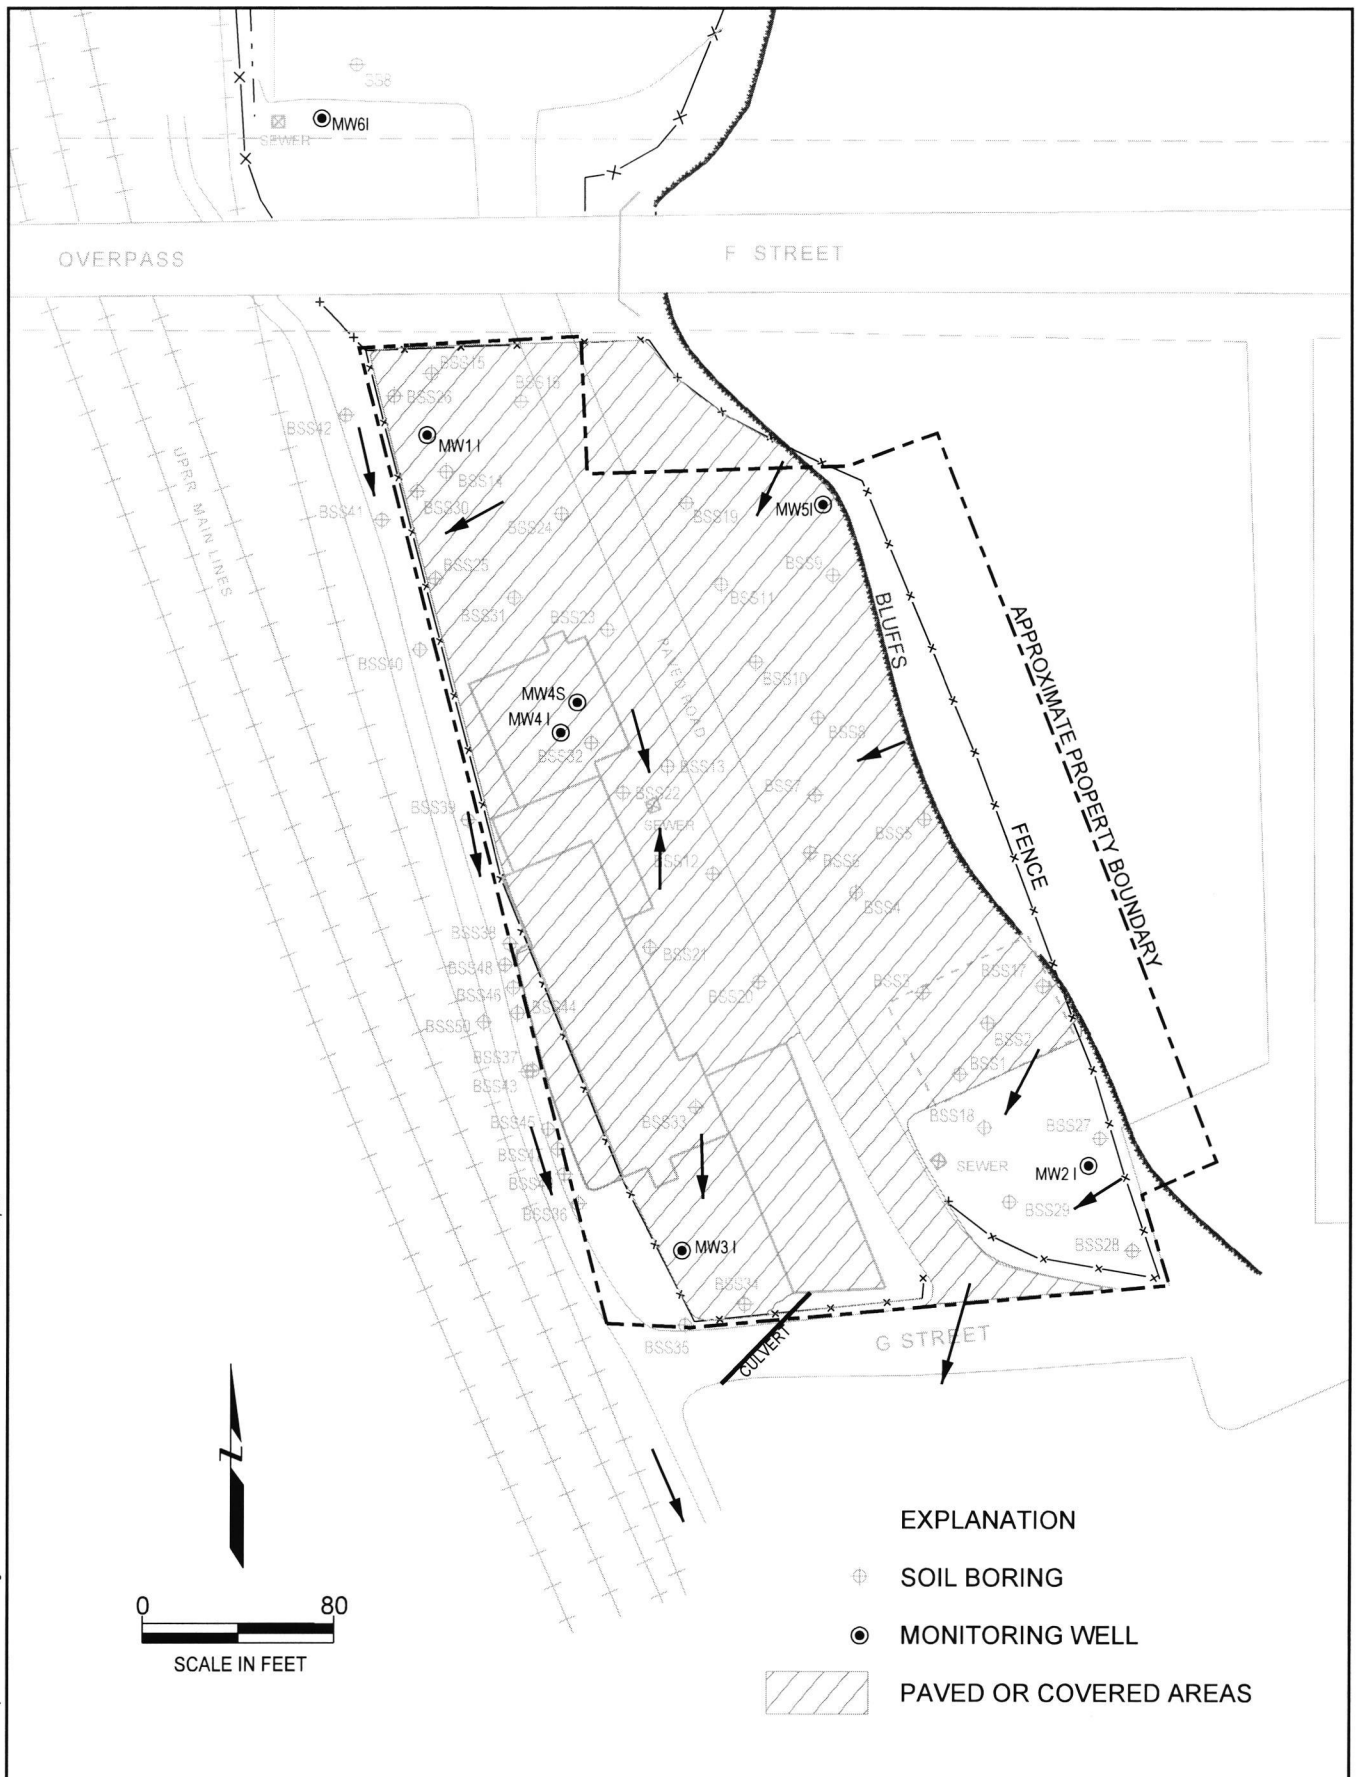 SS8
MW6I
SEWER
OVERPASS
F STREET
BSS15
BSS16
BSS26
BSS42
MW1 I
BSS14
BSS30
BSS41
BSS24
BSS19
MW5I
UPRR MAIN LINES
BSS25
BSS9
BSS11
BSS31
BSS23
BLUFFS
APPROXIMATE PROPERTY BOUNDARY
BSS40
PAVED ROAD
BSS10
MW4S
MW4 I
BSS8
BSS32
BSS13
BSS22
BSS7
BSS39
SEWER
BSS5
FENCE
BSS12
BSS6
BSS4
BSS38
BSS21
BSS48
BSS17
BSS46
BSS20
BSS3
BSS44
BSS50
BSS2
BSS37
BSS43
BSS1
BSS33
BSS18
BSS27
BSS45
SEWER
MW2 I
BSS36
BSS29
MW3 I
BSS28
BSS34
BSS35
CULVERT
G STREET
Z
EXPLANATION
SOIL BORING
0 80
SCALE IN FEET
MONITORING WELL
PAVED OR COVERED AREAS